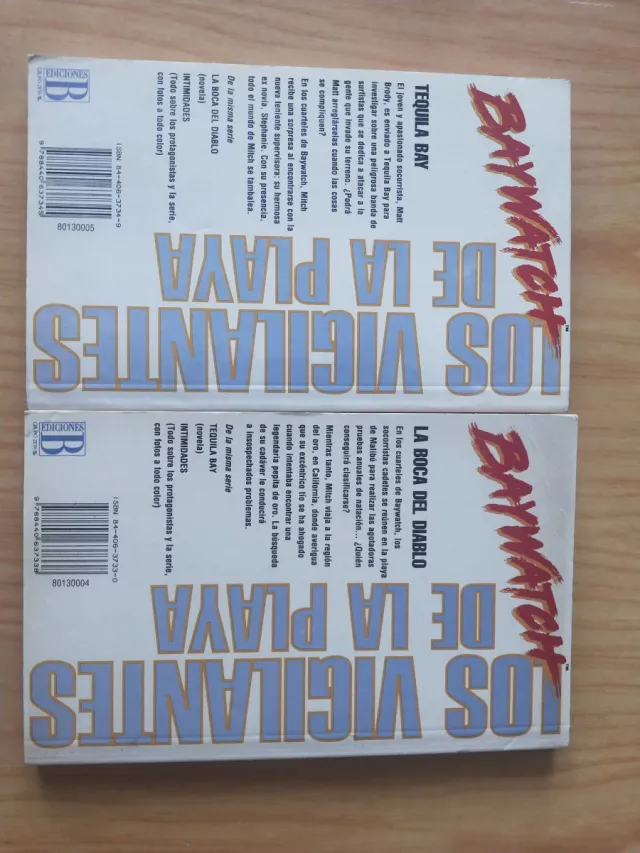 BAYWATCH™
TEQUILA BAY
El joven y apasionado socorrista, Matt
Brody, es enviado a Tequila Bay para
investigar sobre una peligrosa banda de
surfistas que se dedica a atacar a la
gente que invade su terreno. ¿Podrá
Matt arreglárselas cuando las cosas
se compliquen?
En los cuarteles de Baywatch, Mitch
recibe una sorpresa al encontrarse con la
nueva teniente supervisora: su hermosa
ex novia, Stephanie. Con su presencia,
todo el mundo de Mitch se tambalea.
De la misma serie
LA BOCA DEL DIABLO
(novela)
INTIMIDADES
(Todo sobre los protagonistas y la serie,
con fotos a todo color)
LOS VIGILANTES
DE LA PLAYA
EDICIONES
B
GRUPO ZETA
ISBN 84-406-3734-9
9788440637345
80130005
BAYWATCH™
LA BOCA DEL DIABLO
En los cuarteles de Baywatch, los
socorristas cadetes se reúnen en la playa
de Malibú para realizar las agotadoras
pruebas anuales de natación... ¿Quién
conseguirá clasificarse?
Mientras tanto, Mitch viaja a la región
del oro, en California, donde averigua
que su excéntrico tío se ha ahogado
cuando intentaba encontrar una
legendaria pepita de oro. La búsqueda
de su cadáver le conducirá
a insospechados problemas.
De la misma serie
TEQUILA BAY
(novela)
INTIMIDADES
(Todo sobre los protagonistas y la serie,
con fotos a todo color)
LOS VIGILANTES
DE LA PLAYA
EDICIONES
B
GRUPO ZETA
ISBN 84-406-3733-0
9788440637338
80130004